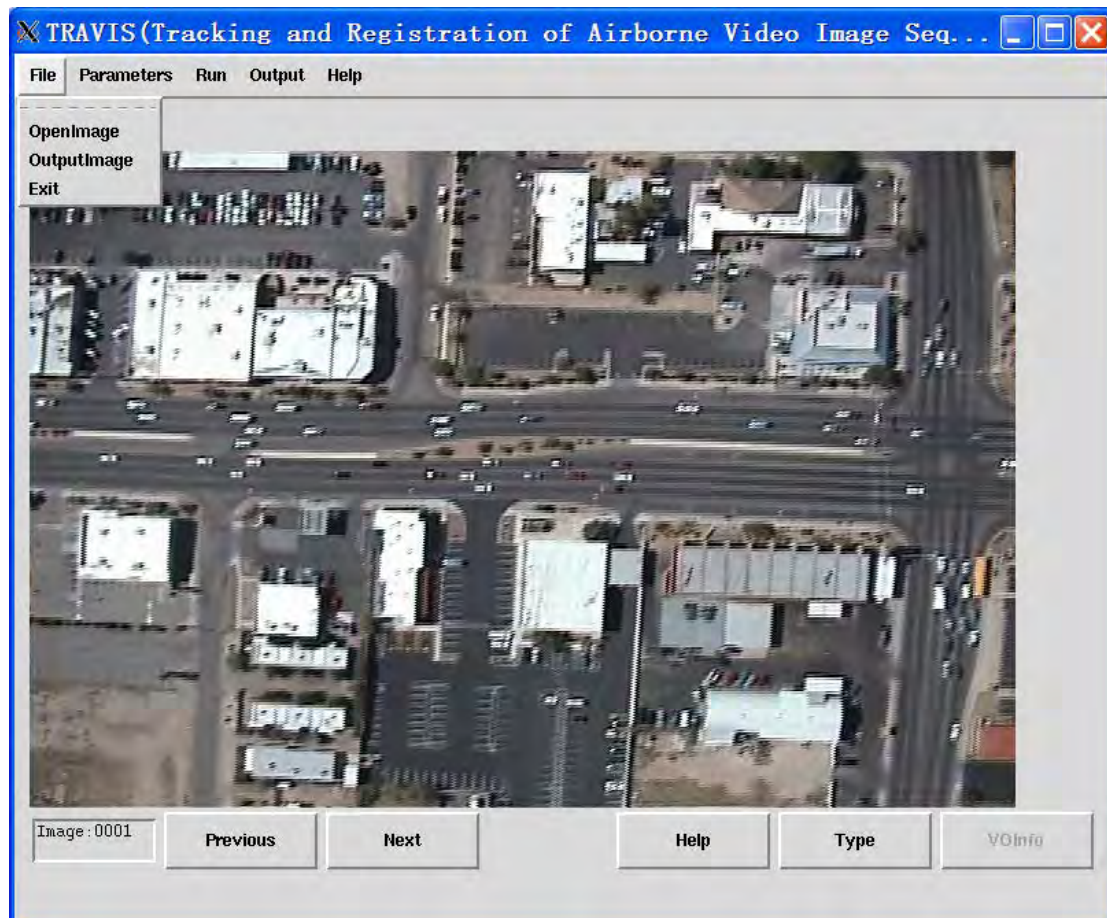 TRAVIS(Tracking and Registration of Airborne Video Image Seq...
File Parameters Run Output Help
OpenImage
OutputImage
Exit
Image:0001
Previous Next Help Type VOInfo